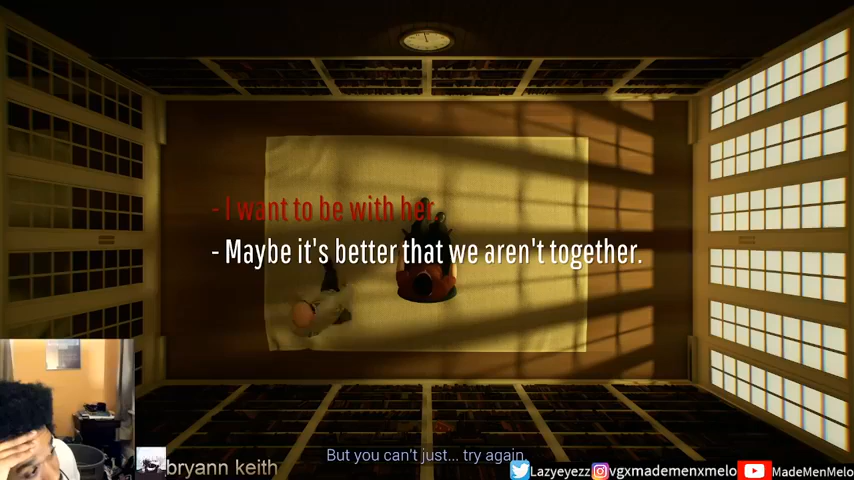 - I want to be with her.
- Maybe it's better that we aren't together.
But you can't just... try again.
bryann keith
Lazyeyezz
vgxmademenxmelo
MadeMenMelo